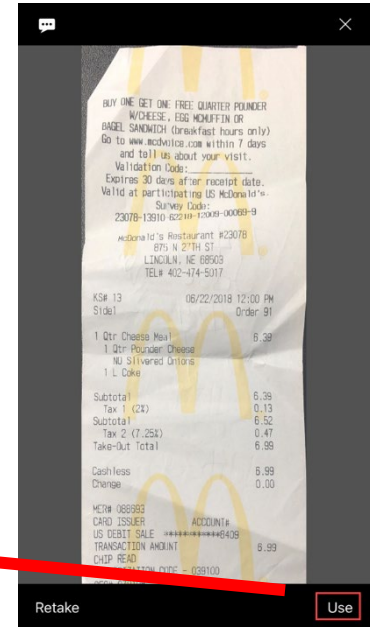 BUY ONE GET ONE FREE QUARTER POUNDER
W/CHEESE, EGG MCMUFFIN OR
BAGEL SANDWICH (breakfast hours only)
Go to www.mcdvoice.com within 7 days
and tell us about your visit.
Validation Code:
Expires 30 days after receipt date.
Valid at participating US McDonald's.
Survey Code:
23078-13910-62218-12009-00069-9
McDonald's Restaurant #23078
875 N 27TH ST
LINCOLN, NE 68503
TEL# 402-474-5017
KS# 13 06/22/2018 12:00 PM
Side1 Order 91
1 Qtr Cheese Meal 6.39
1 Qtr Pounder Cheese
NO Slivered Onions
1 L Coke
Subtotal 6.39
Tax 1 (2%) 0.13
Subtotal 6.52
Tax 2 (7.25%) 0.47
Take-Out Total 6.99
Cashless 6.99
Change 0.00
MER# 088693
CARD ISSUER ACCOUNT#
US DEBIT SALE ************6409
TRANSACTION AMOUNT 6.99
CHIP READ
CODE - 039100
Retake Use